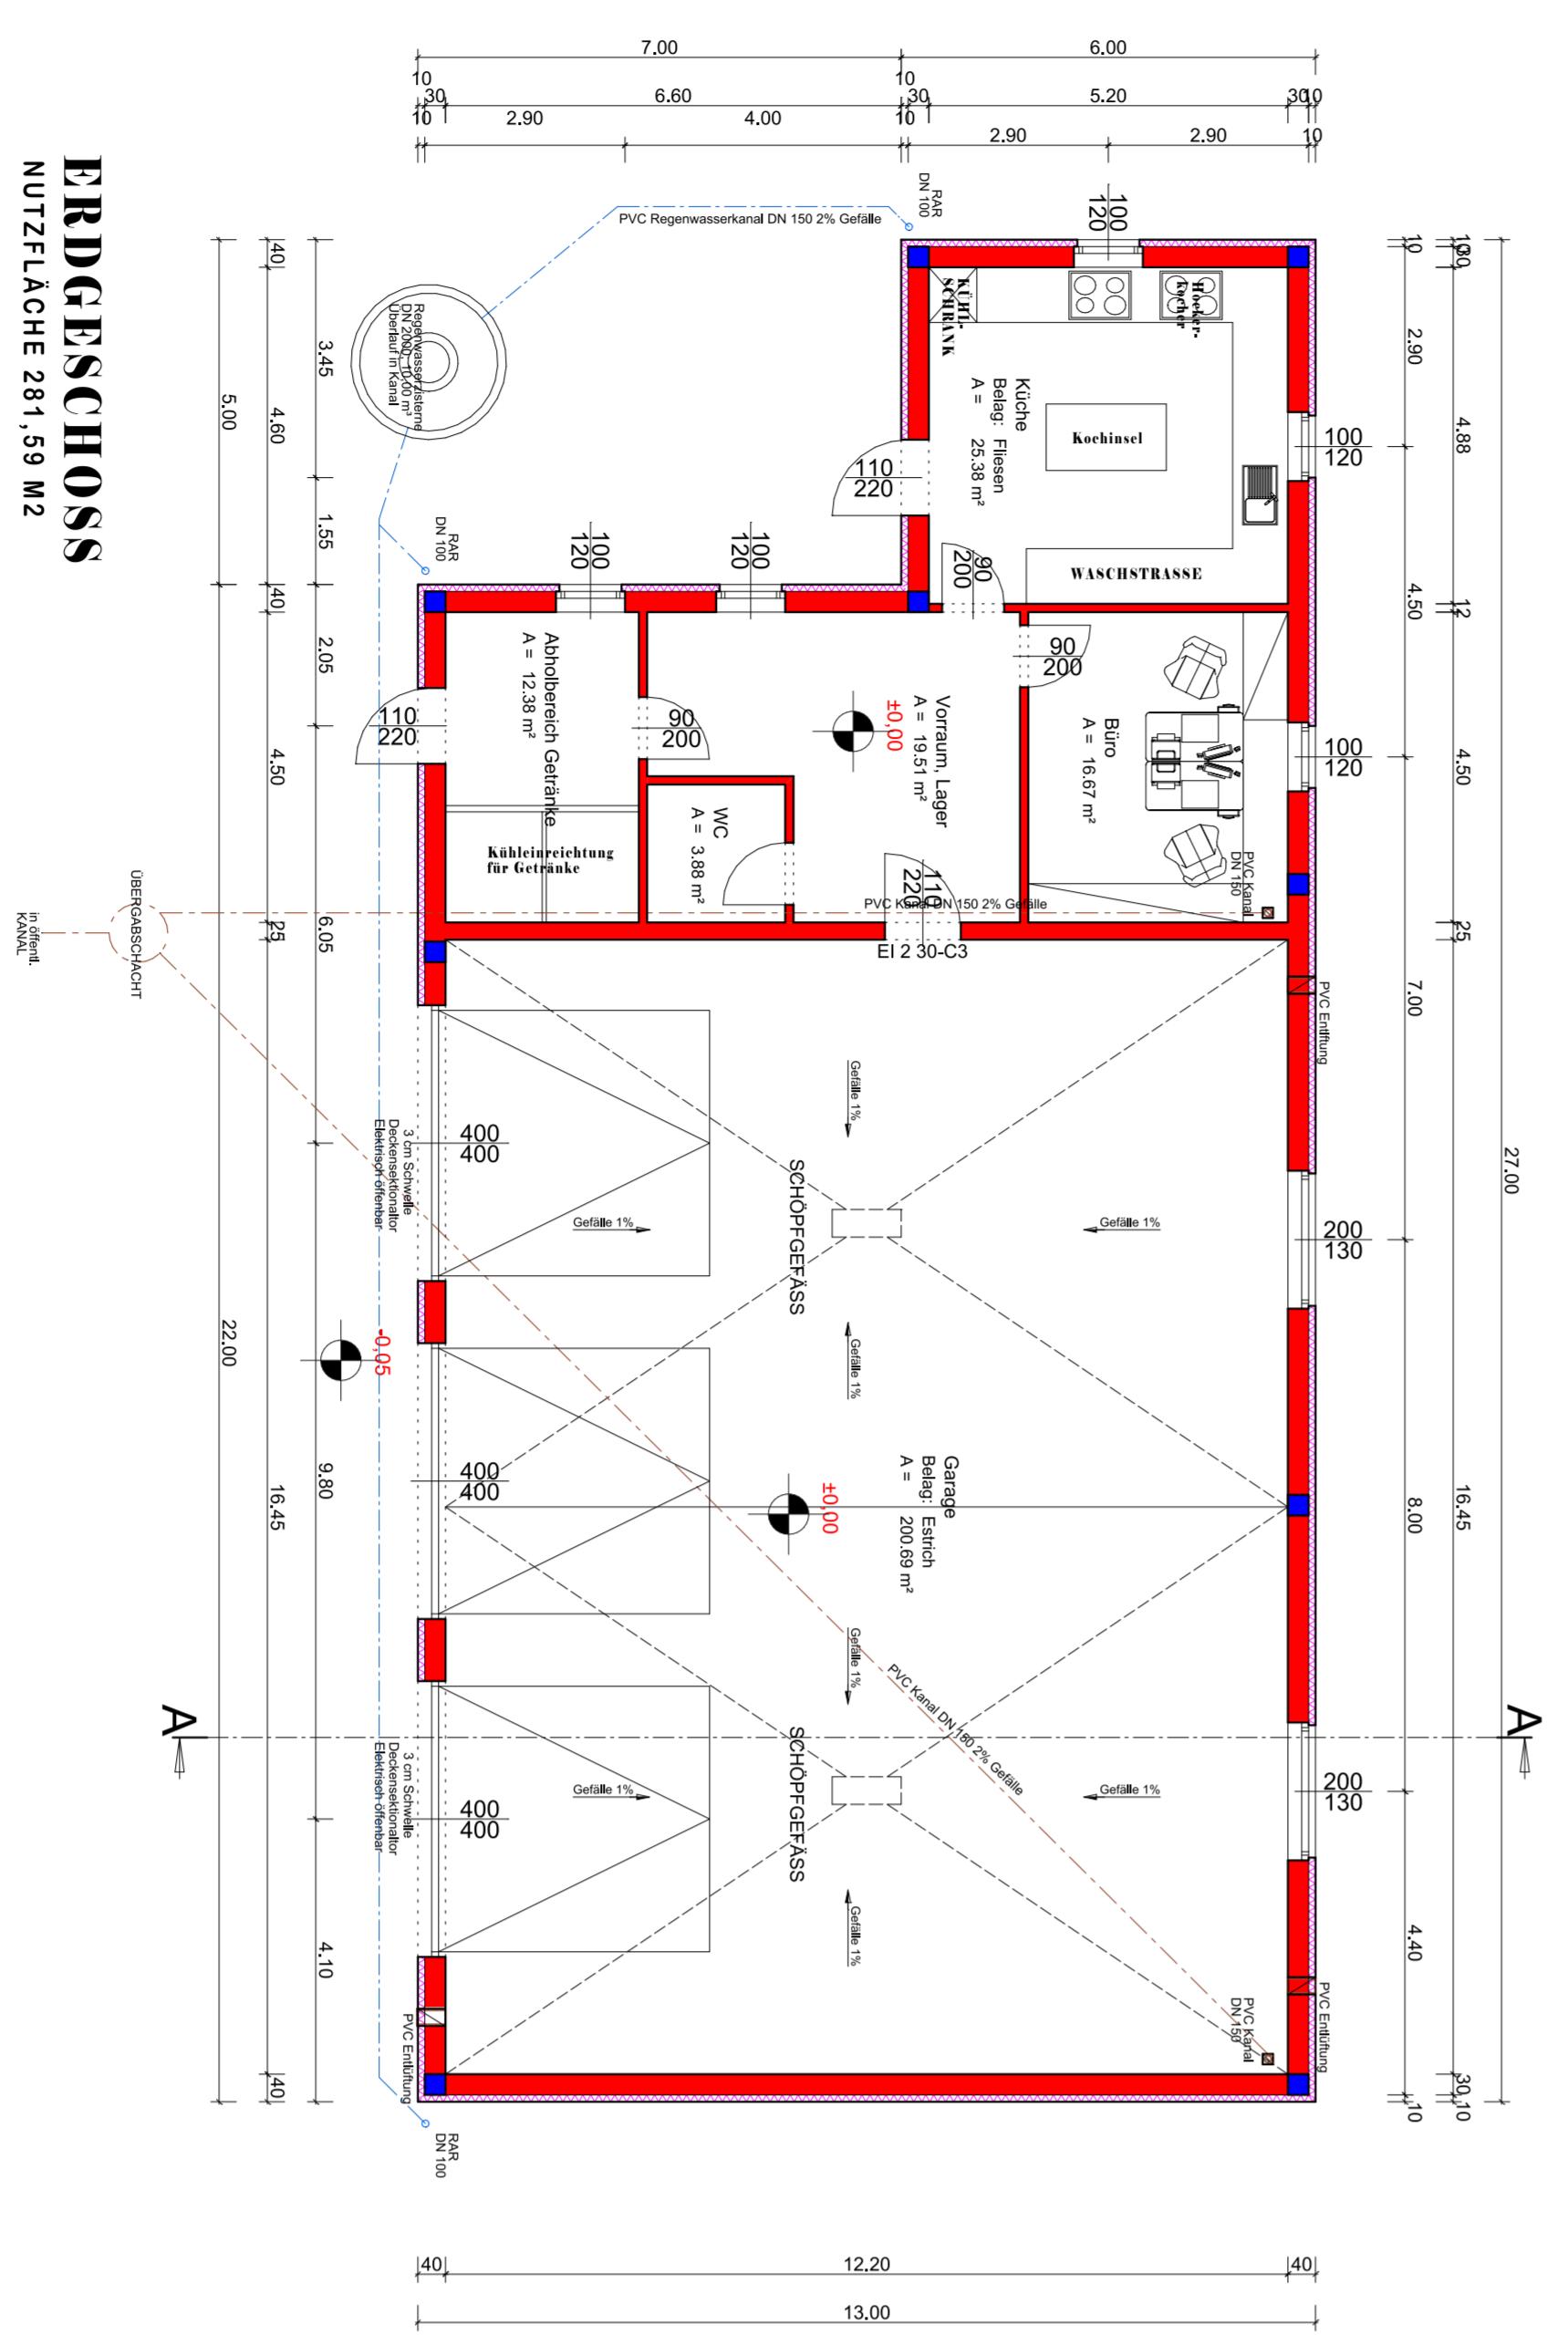 ERDGESCHOSS
NUTZFLÄCHE 281,59 M2
7.00
6.00
10
10
30
6.60
30
5.20
30
10
10
2.90
4.00
10
2.90
2.90
10
RAR
DN 100
PVC Regenwasserkanal DN 150 2% Gefälle
100
120
Regenwasserzisterne
DN 2000, 10,00 m³
Überlauf in Kanal
KÜHL-
SCHRANK
Hocker-
kocher
Küche
Belag: Fliesen
A = 25.38 m²
Kochinsel
WASCHSTRASSE
110
220
90
200
100
120
RAR
DN 100
100
120
100
120
Abholbereich Getränke
A = 12.38 m²
110
220
90
200
Vorraum, Lager
A = 19.51 m²
±0,00
90
200
Büro
A = 16.67 m²
100
120
WC
A = 3.88 m²
Kühleinreichtung
für Getränke
110
220
PVC Kanal DN 150 2% Gefälle
EI 2 30-C3
PVC Kanal
DN 150
PVC Entlftung
ÜBERGABSCHACHT
in öffentl.
KANAL
400
400
3 cm Schwelle
Deckensektionaltor
Elektrisch öffenbar
Gefälle 1%
Gefälle 1%
Gefälle 1%
Gefälle 1%
SCHÖPFGEFÄSS
200
130
-0,05
400
400
±0,00
Garage
Belag: Estrich
A = 200.69 m²
PVC Kanal DN 150 2% Gefälle
Gefälle 1%
Gefälle 1%
Gefälle 1%
Gefälle 1%
SCHÖPFGEFÄSS
200
130
400
400
3 cm Schwelle
Deckensektionaltor
Elektrisch öffenbar
A
A
PVC Entlüftung
PVC Entlüftung
PVC Kanal
DN 150
RAR
DN 100
10
2.90
4.50
7.00
8.00
4.40
10
10
30
4.88
12
4.50
25
16.45
30
10
27.00
3.45
1.55
2.05
6.05
9.80
4.10
40
4.60
40
4.50
25
16.45
40
5.00
22.00
40
12.20
40
13.00